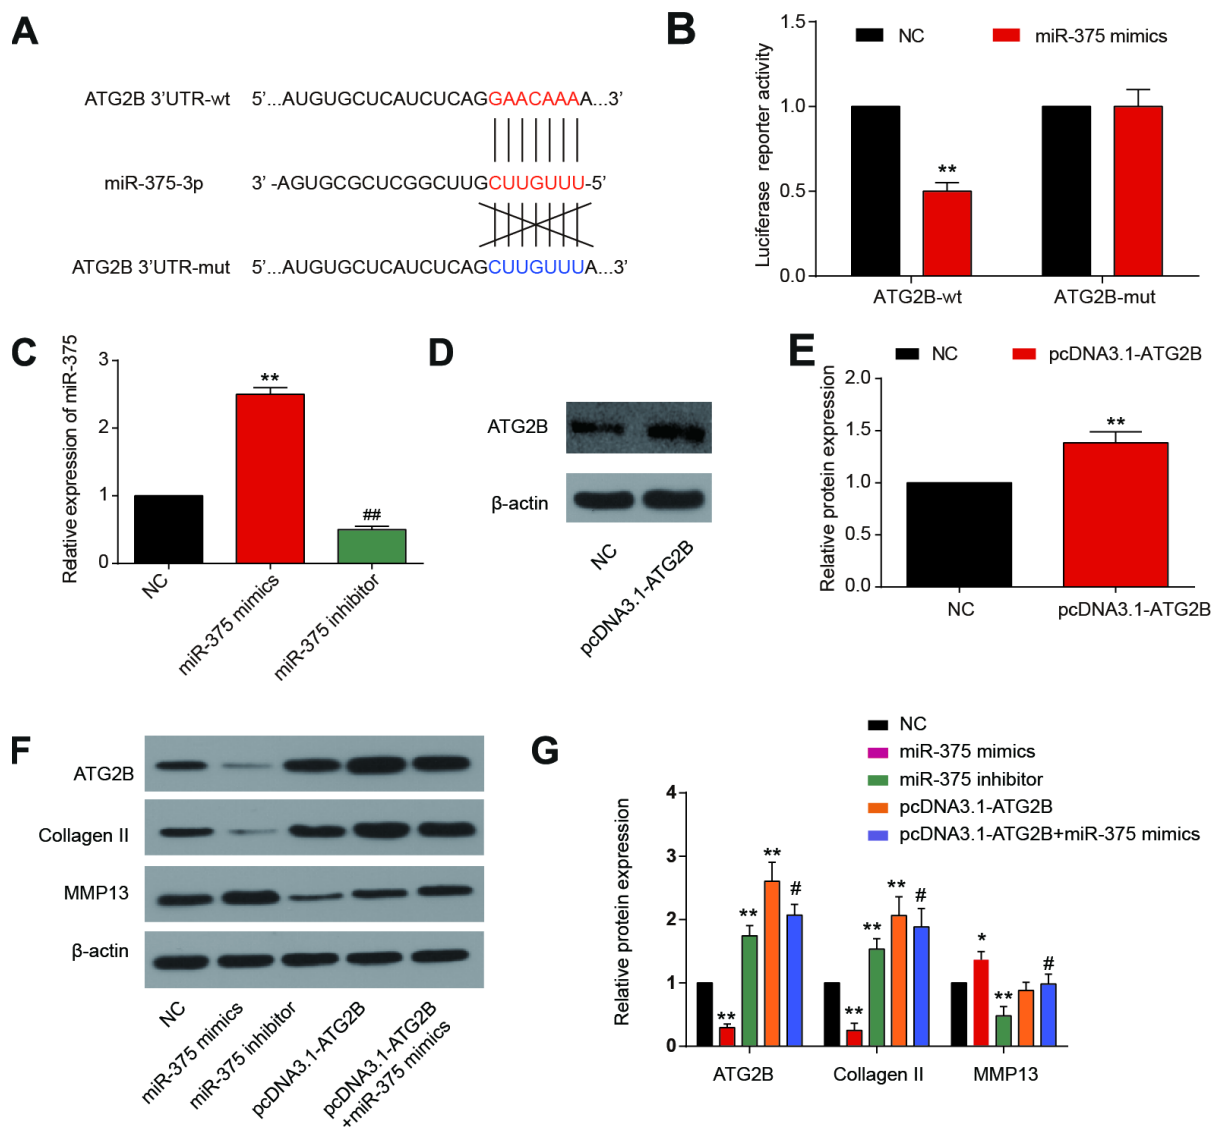 A
ATG2B 3’UTR-wt 5’...AUGUGCUCAUCUCAGGAACAAAA...3’
miR-375-3p 3’ -AGUGCGCUCGGCUUGCUUGUUU-5’
ATG2B 3’UTR-mut 5’...AUGUGCUCAUCUCAGCUUGUUUA...3’
B
NC miR-375 mimics
Luciferase reporter activity
1.5
1.0
0.5
0.0
**
ATG2B-wt ATG2B-mut
C
Relative expression of miR-375
3
2
1
0
**
##
NC
miR-375 mimics
miR-375 inhibitor
D
ATG2B
β-actin
NC
pcDNA3.1-ATG2B
E
NC pcDNA3.1-ATG2B
Relative protein expression
2.0
1.5
1.0
0.5
0.0
**
NC pcDNA3.1-ATG2B
F
ATG2B
Collagen II
MMP13
β-actin
NC
miR-375 mimics
miR-375 inhibitor
pcDNA3.1-ATG2B
pcDNA3.1-ATG2B
+miR-375 mimics
G
NC
miR-375 mimics
miR-375 inhibitor
pcDNA3.1-ATG2B
pcDNA3.1-ATG2B+miR-375 mimics
Relative protein expression
4
3
2
1
0
** ** ** #
** ** ** #
* ** #
ATG2B Collagen II MMP13